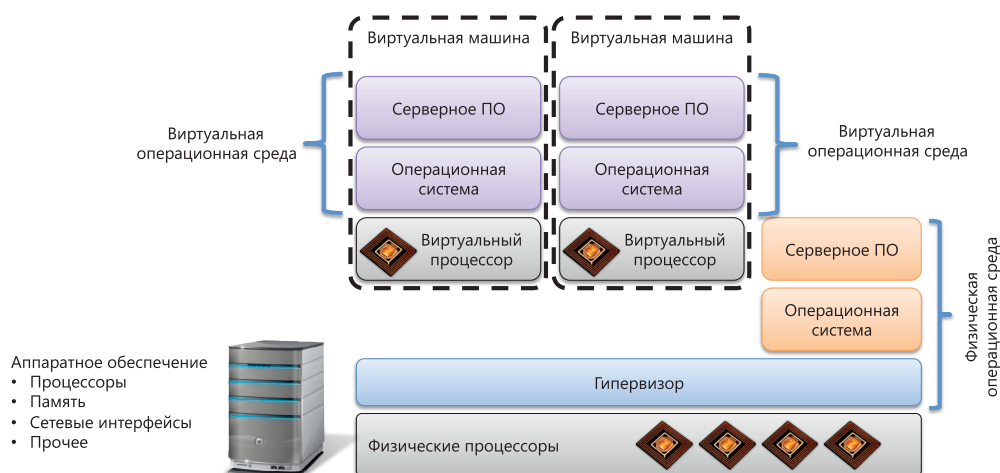 Виртуальная машина
Виртуальная машина
Серверное ПО
Серверное ПО
Виртуальная
операционная среда
Виртуальная
операционная среда
Операционная
система
Операционная
система
Виртуальный
процессор
Виртуальный
процессор
Серверное ПО
Операционная
система
Физическая
операционная среда
Аппаратное обеспечение
• Процессоры
• Память
• Сетевые интерфейсы
• Прочее
Гипервизор
Физические процессоры